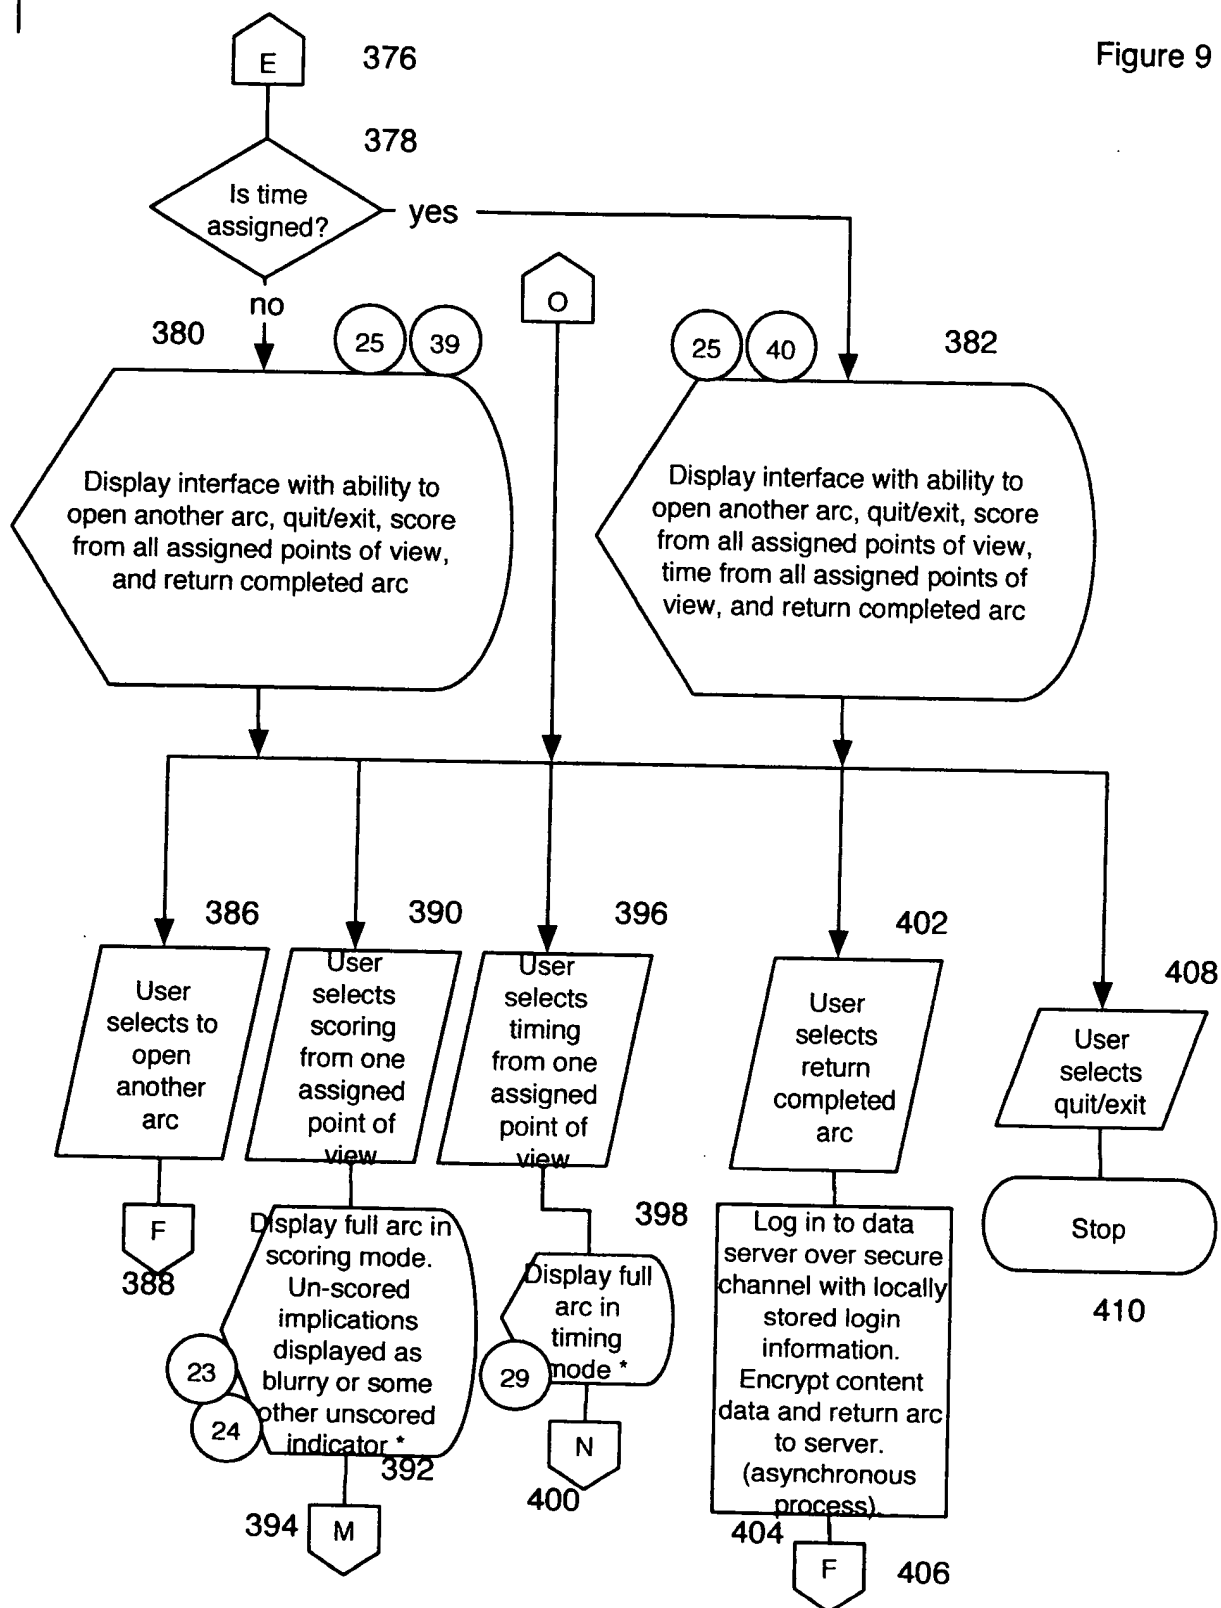 Figure 9
E
376
378
Is time
assigned?
yes
no
O
380
25
39
25
40
382
Display interface with ability to
open another arc, quit/exit, score
from all assigned points of view,
and return completed arc
Display interface with ability to
open another arc, quit/exit, score
from all assigned points of view,
time from all assigned points of
view, and return completed arc
386
User
selects to
open
another
arc
F
388
390
User
selects
scoring
from one
assigned
point of
view
Display full arc in
scoring mode.
Un-scored
implications
displayed as
blurry or some
other unscored
indicator *
23
24
392
394
M
396
User
selects
timing
from one
assigned
point of
view
398
Display full
arc in
timing
mode *
29
N
400
402
User
selects
return
completed
arc
Log in to data
server over secure
channel with locally
stored login
information.
Encrypt content
data and return arc
to server.
(asynchronous
process).
404
F
406
408
User
selects
quit/exit
Stop
410